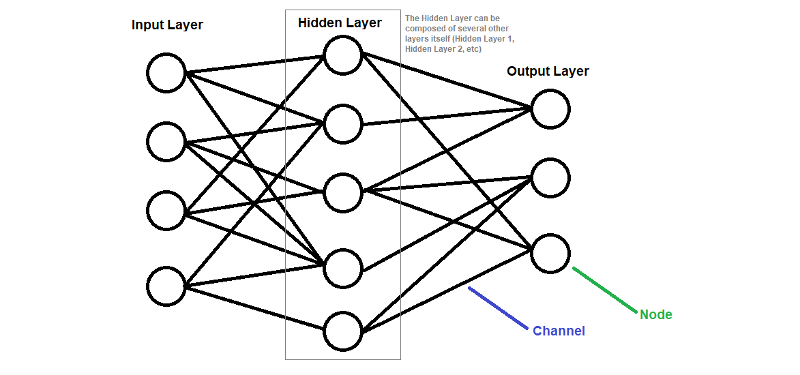 Input Layer
Hidden Layer
The Hidden Layer can be
composed of several other
layers itself (Hidden Layer 1,
Hidden Layer 2, etc)
Output Layer
Node
Channel